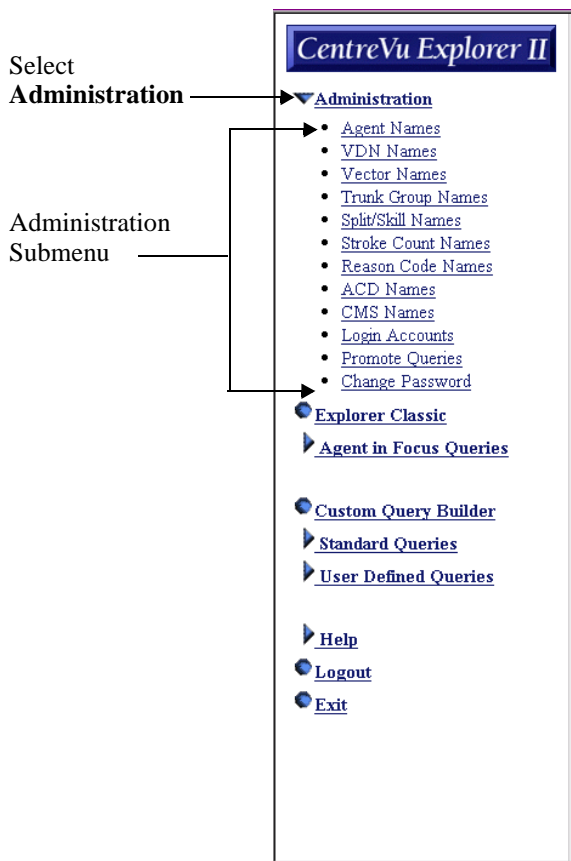 CentreVu Explorer II
Select
Administration
Administration
Agent Names
VDN Names
Vector Names
Trunk Group Names
Split/Skill Names
Administration
Submenu
Stroke Count Names
Reason Code Names
ACD Names
CMS Names
Login Accounts
Promote Queries
Change Password
Explorer Classic
Agent in Focus Queries
Custom Query Builder
Standard Queries
User Defined Queries
Help
Logout
Exit